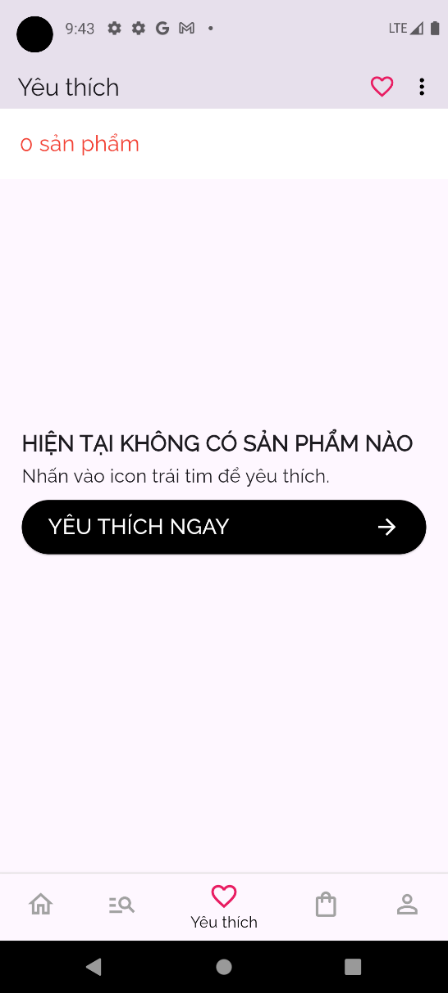 9:43
LTE
Yêu thích
0 sản phẩm
HIỆN TẠI KHÔNG CÓ SẢN PHẨM NÀO
Nhấn vào icon trái tim để yêu thích.
YÊU THÍCH NGAY
Yêu thích